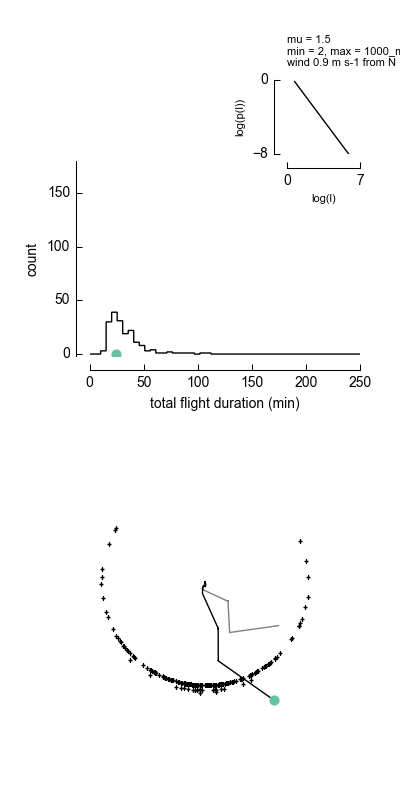 mu = 1.5
min = 2, max = 1000_m
wind 0.9 m s-1 from N
0
log(p(l))
−8
0
7
log(l)
150
100
50
0
count
0
50
100
150
200
250
total flight duration (min)